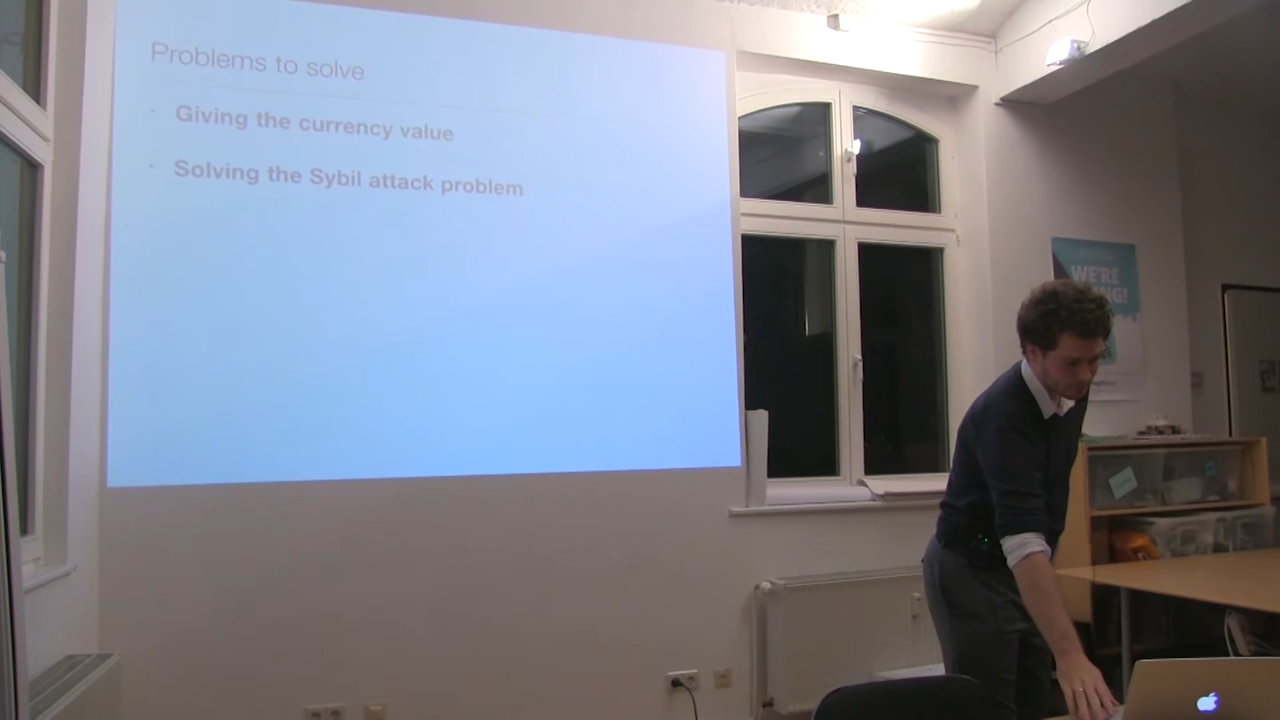 Problems to solve
Giving the currency value
Solving the Sybil attack problem
WE'RE